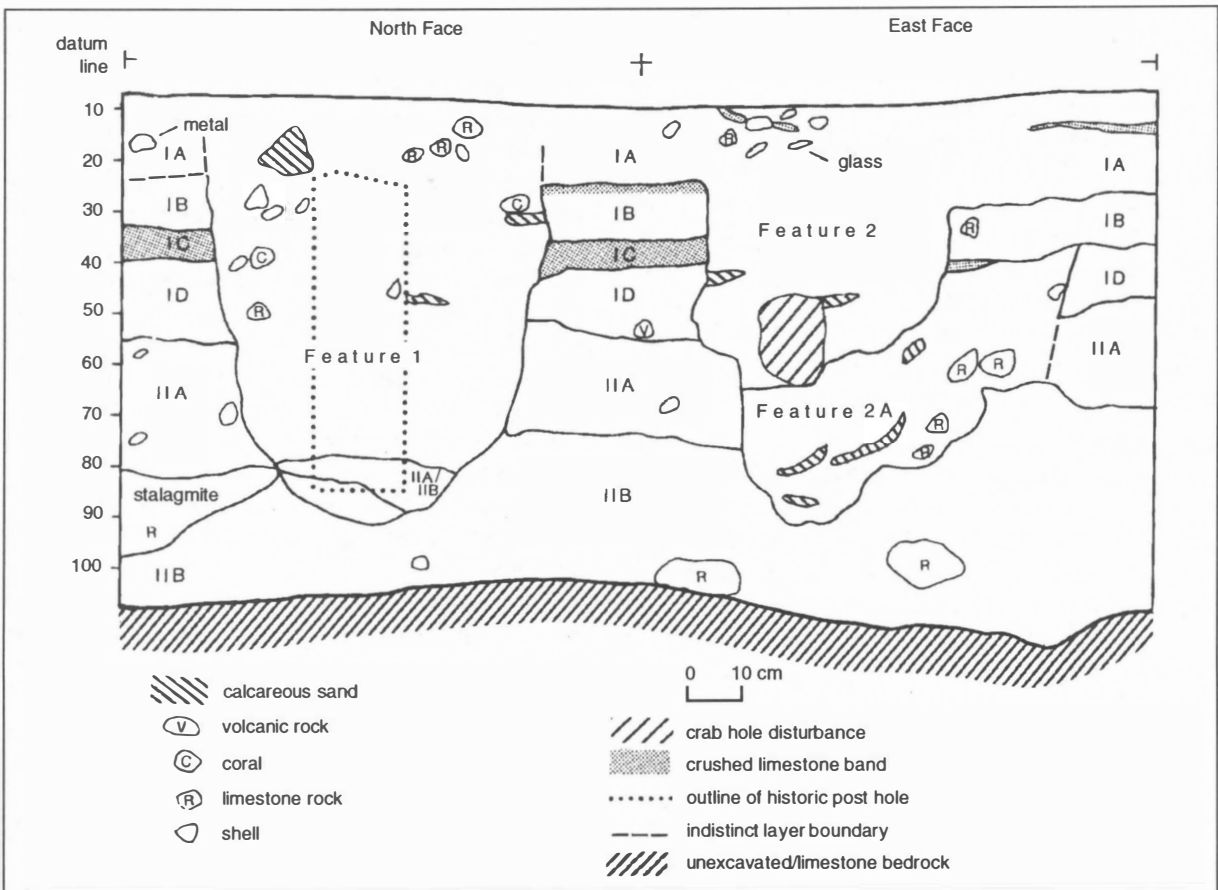 North Face
East Face
datum
line
10
20
30
40
50
60
70
80
90
100
metal
R
R
R
glass
R
IA
IA
IA
IB
IB
IB
C
R
IC
IC
Feature 2
C
ID
ID
ID
R
V
Feature 1
IIA
IIA
IIA
R
R
Feature 2A
R
R
stalagmite
IIA/
IIB
R
IIB
IIB
R
R
0 10 cm
calcareous sand
V volcanic rock
C coral
R limestone rock
shell
crab hole disturbance
crushed limestone band
outline of historic post hole
indistinct layer boundary
unexcavated/limestone bedrock